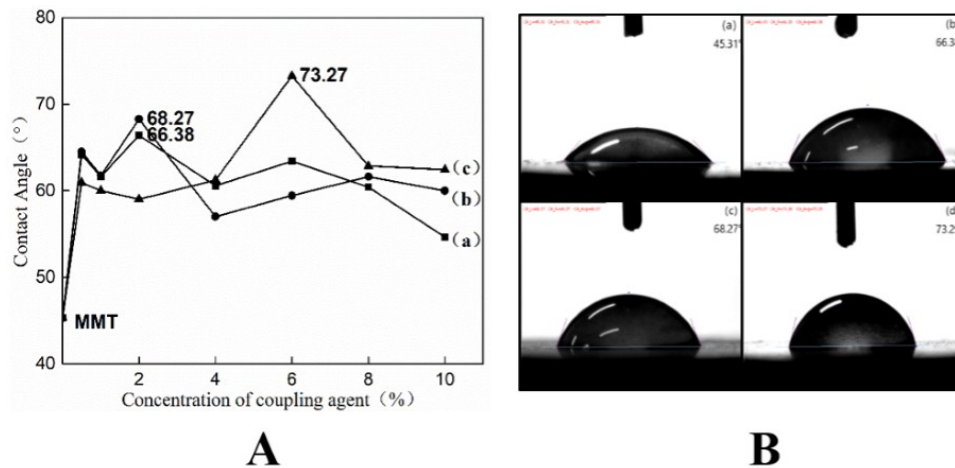 80
70
60
50
40
Contact Angle（°）
73.27
68.27
66.38
(c)
(b)
(a)
MMT
2
4
6
8
10
Concentration of coupling agent（%）
A
(a)
45.31°
(b
66.3
(c)
68.27°
(d)
73.2
B